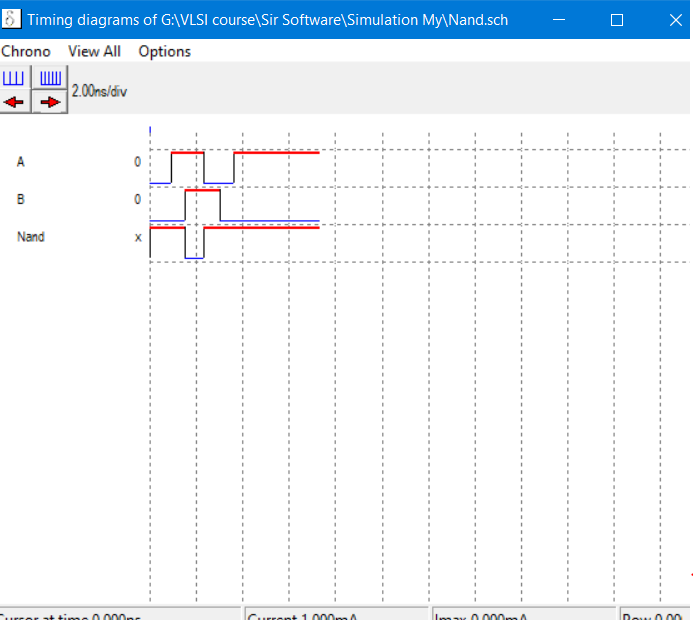 δ Timing diagrams of G:\VLSI course\Sir Software\Simulation My\Nand.sch
Chrono View All Options
2.00ns/div
A 0
B 0
Nand x
Cursor at time 0.000ns Current 1.000mA Imax 0.000mA Pow 0.00